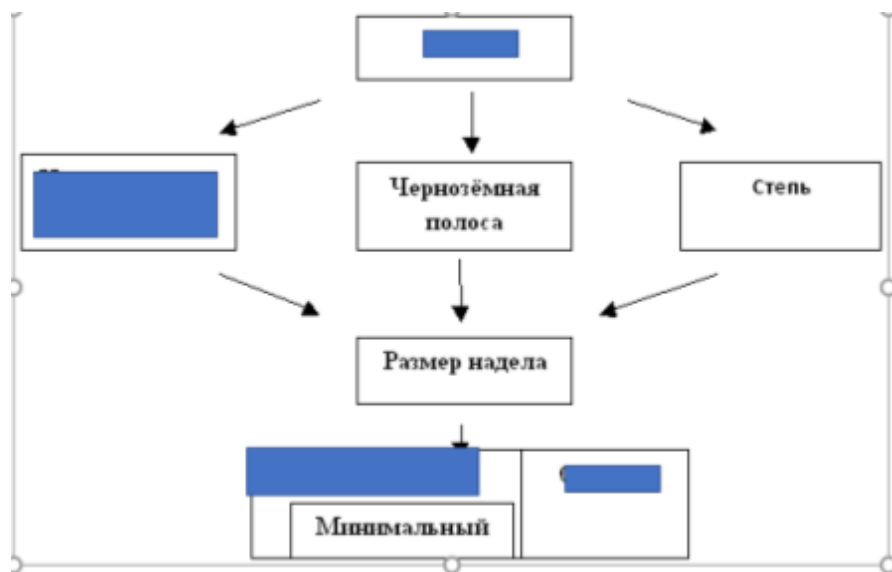 Чернозёмная
полоса
Степь
Размер надела
Минимальный